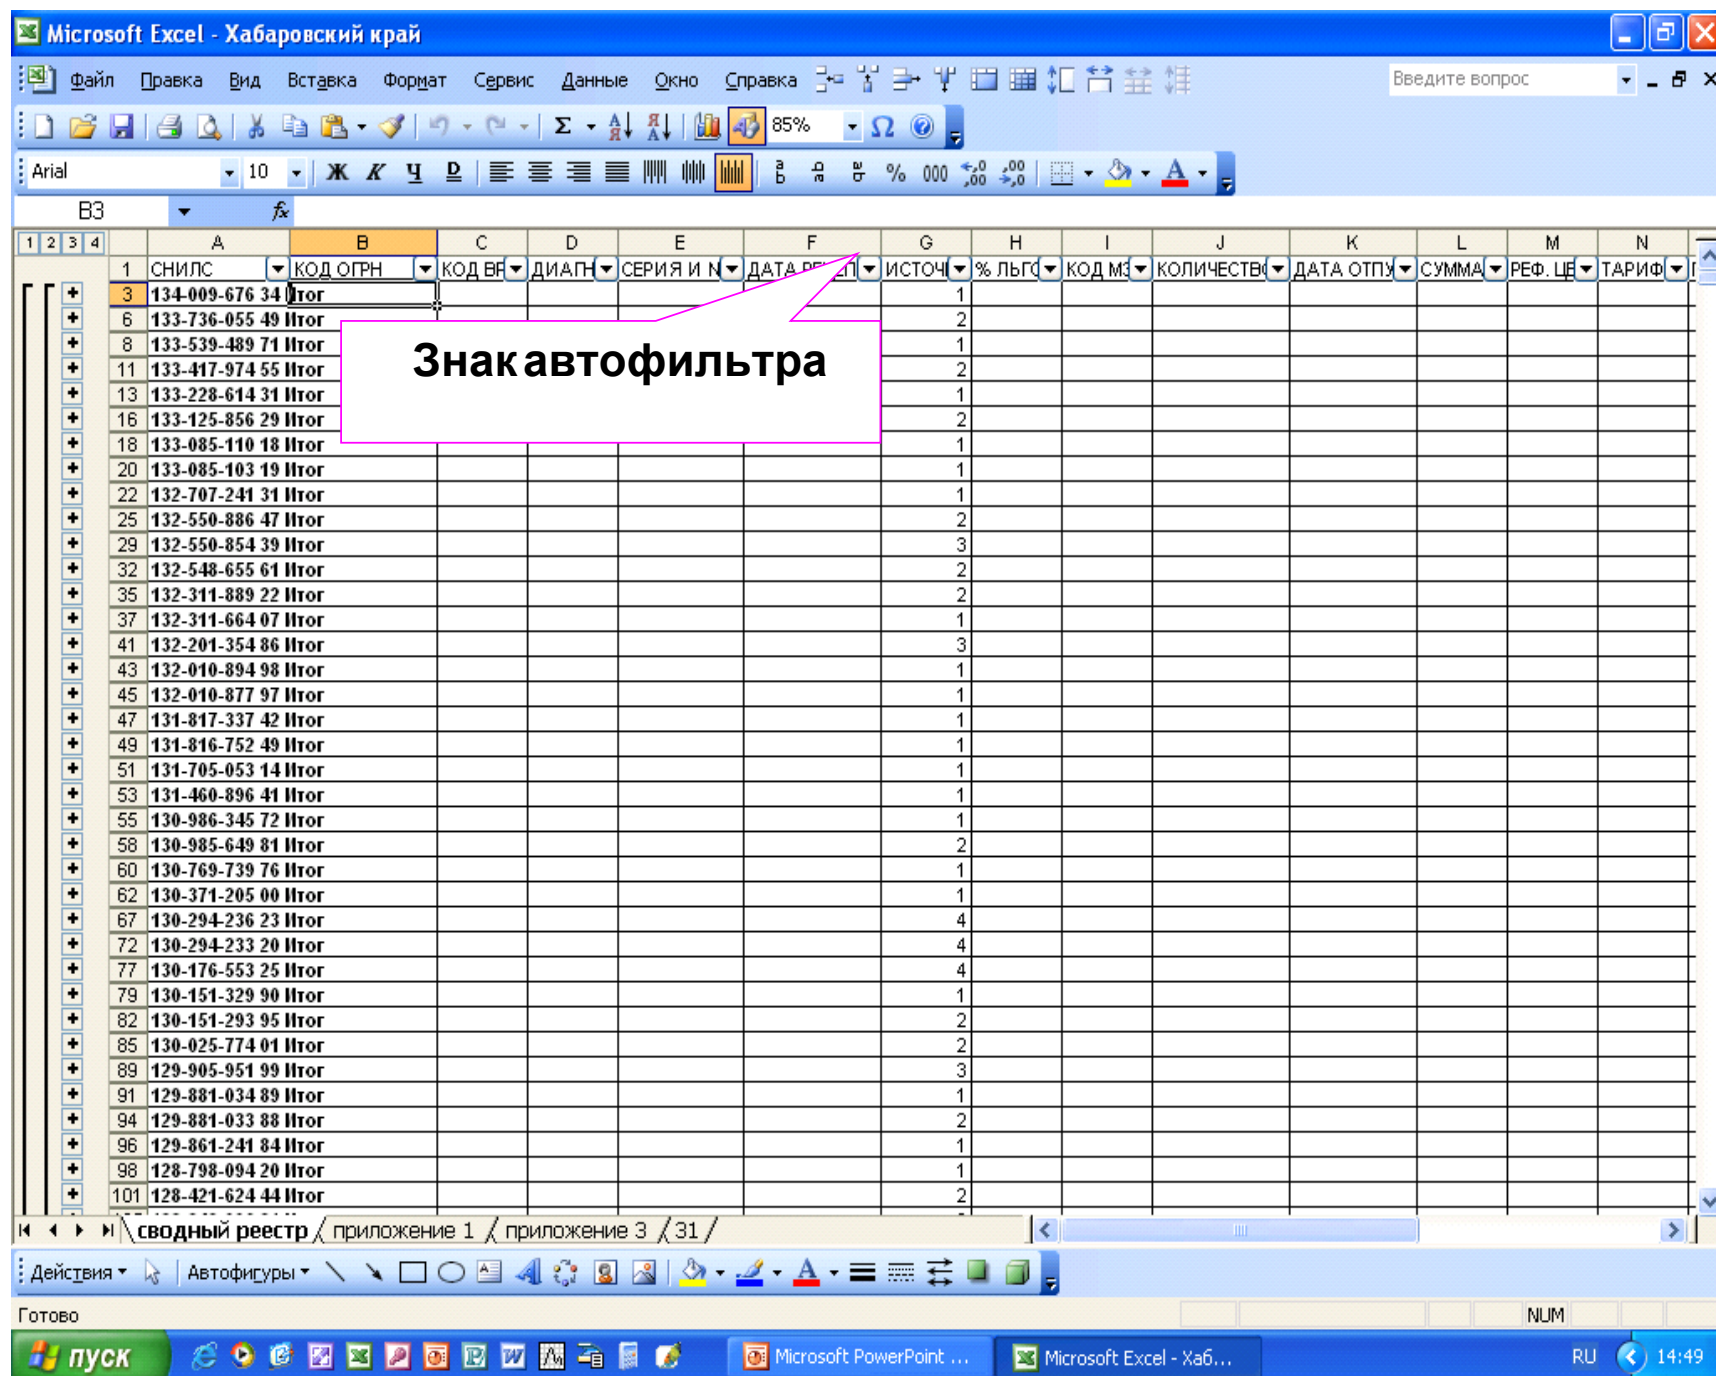 Microsoft Excel - Хабаровский край
Файл Правка Вид Вставка Формат Сервис Данные Окно Справка Введите вопрос
85%
Arial 10 Ж К Ч D % 000
B3 fx
1 2 3 4 A B C D E F G H I J K L M N
1 СНИЛС КОД ОГРН КОД ВР ДИАГН СЕРИЯ И N ДАТА РЕЦЕП ИСТОЧ % ЛЬГО КОД МЗ КОЛИЧЕСТВО ДАТА ОТПУ СУММА РЕФ. ЦЕ ТАРИФ
3 134-009-676 34 Итог 1
6 133-736-055 49 Итог 2
8 133-539-489 71 Итог 1
11 133-417-974 55 Итог 2
13 133-228-614 31 Итог 1
16 133-125-856 29 Итог 2
18 133-085-110 18 Итог 1
20 133-085-103 19 Итог 1
22 132-707-241 31 Итог 1
25 132-550-886 47 Итог 2
29 132-550-854 39 Итог 3
32 132-548-655 61 Итог 2
35 132-311-889 22 Итог 2
37 132-311-664 07 Итог 1
41 132-201-354 86 Итог 3
43 132-010-894 98 Итог 1
45 132-010-877 97 Итог 1
47 131-817-337 42 Итог 1
49 131-816-752 49 Итог 1
51 131-705-053 14 Итог 1
53 131-460-896 41 Итог 1
55 130-986-345 72 Итог 1
58 130-985-649 81 Итог 2
60 130-769-739 76 Итог 1
62 130-371-205 00 Итог 1
67 130-294-236 23 Итог 4
72 130-294-233 20 Итог 4
77 130-176-553 25 Итог 4
79 130-151-329 90 Итог 1
82 130-151-293 95 Итог 2
85 130-025-774 01 Итог 2
89 129-905-951 99 Итог 3
91 129-881-034 89 Итог 1
94 129-881-033 88 Итог 2
96 129-861-241 84 Итог 1
98 128-798-094 20 Итог 1
101 128-421-624 44 Итог 2
Знак автофильтра
сводный реестр приложение 1 приложение 3 31
Действия Автофигуры
Готово NUM
пуск Microsoft PowerPoint ... Microsoft Excel - Хаб... RU 14:49